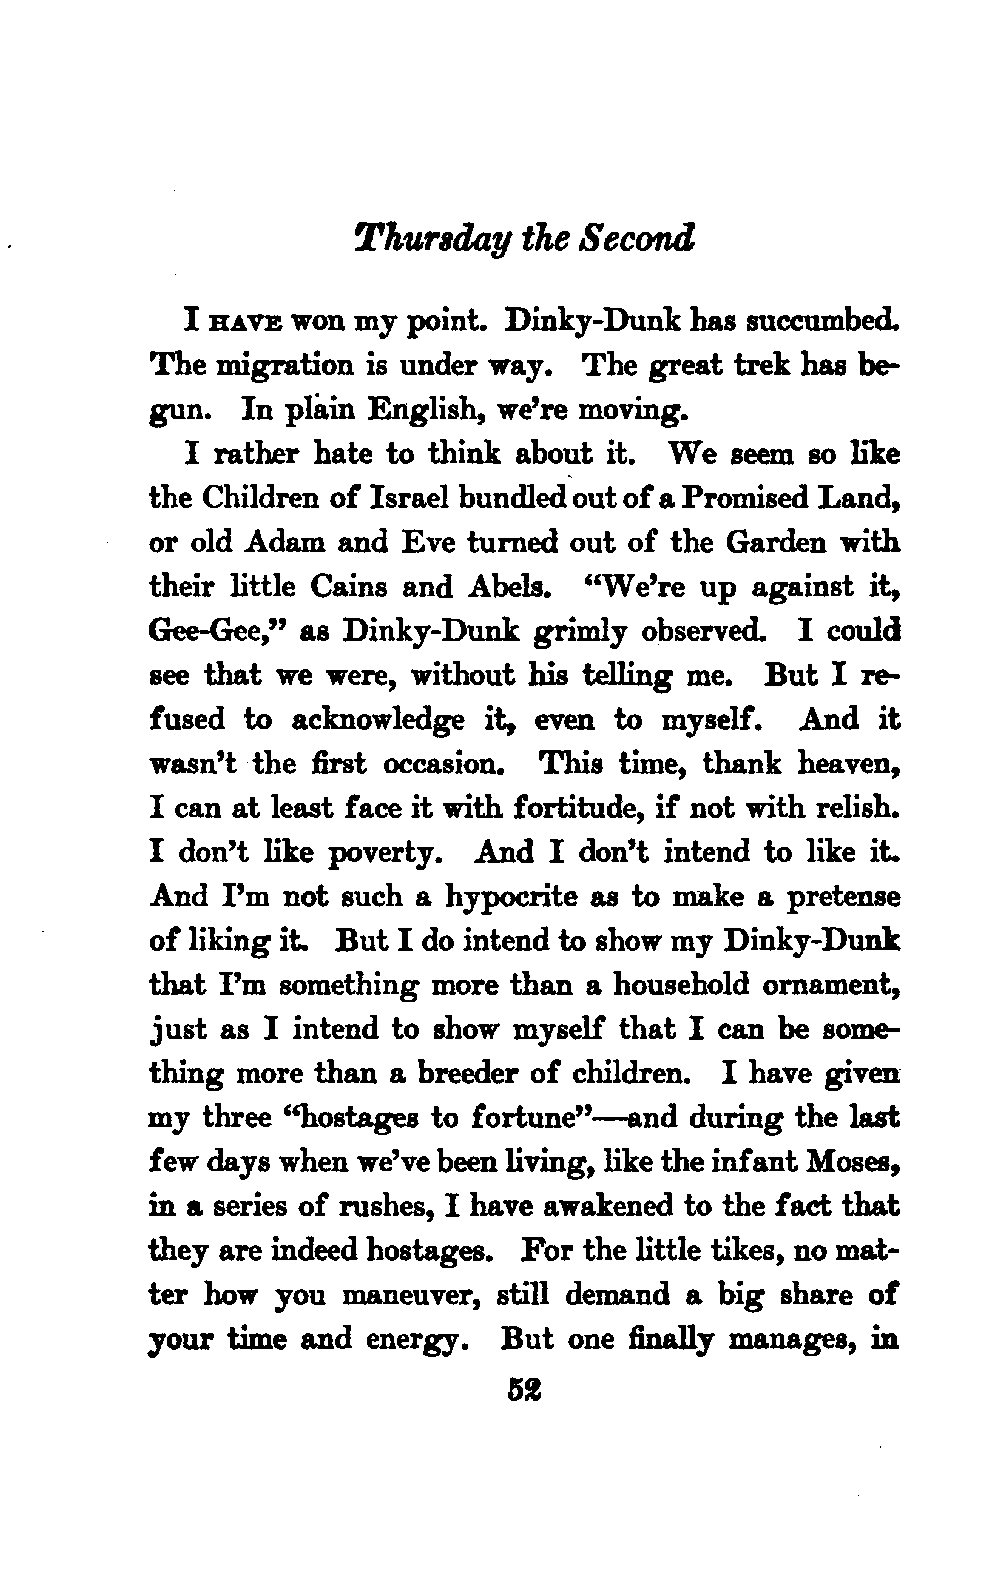 Thursday the Second
I HAVE won my point. Dinky-Dunk has succumbed.
The migration is under way. The great trek has be-
gun. In plain English, we're moving.
I rather hate to think about it. We seem so like
the Children of Israel bundled out of a Promised Land,
or old Adam and Eve turned out of the Garden with
their little Cains and Abels. “We're up against it,
Gee-Gee,” as Dinky-Dunk grimly observed. I could
see that we were, without his telling me. But I re-
fused to acknowledge it, even to myself. And it
wasn't the first occasion. This time, thank heaven,
I can at least face it with fortitude, if not with relish.
I don't like poverty. And I don't intend to like it.
And I'm not such a hypocrite as to make a pretense
of liking it. But I do intend to show my Dinky-Dunk
that I'm something more than a household ornament,
just as I intend to show myself that I can be some-
thing more than a breeder of children. I have given
my three “hostages to fortune”—and during the last
few days when we've been living, like the infant Moses,
in a series of rushes, I have awakened to the fact that
they are indeed hostages. For the little tikes, no mat-
ter how you maneuver, still demand a big share of
your time and energy. But one finally manages, in
52